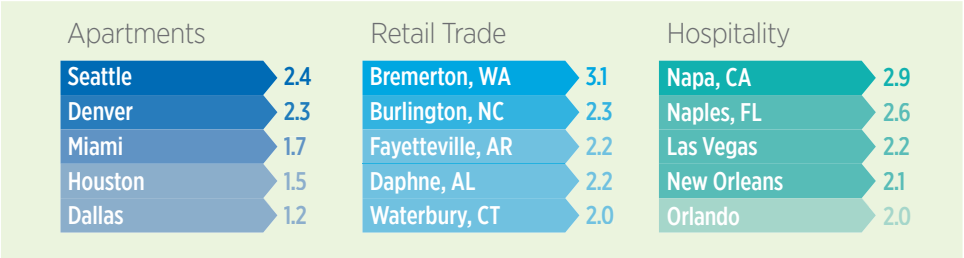 Apartments
Seattle 2.4
Denver 2.3
Miami 1.7
Houston 1.5
Dallas 1.2
Retail Trade
Bremerton, WA 3.1
Burlington, NC 2.3
Fayetteville, AR 2.2
Daphne, AL 2.2
Waterbury, CT 2.0
Hospitality
Napa, CA 2.9
Naples, FL 2.6
Las Vegas 2.2
New Orleans 2.1
Orlando 2.0